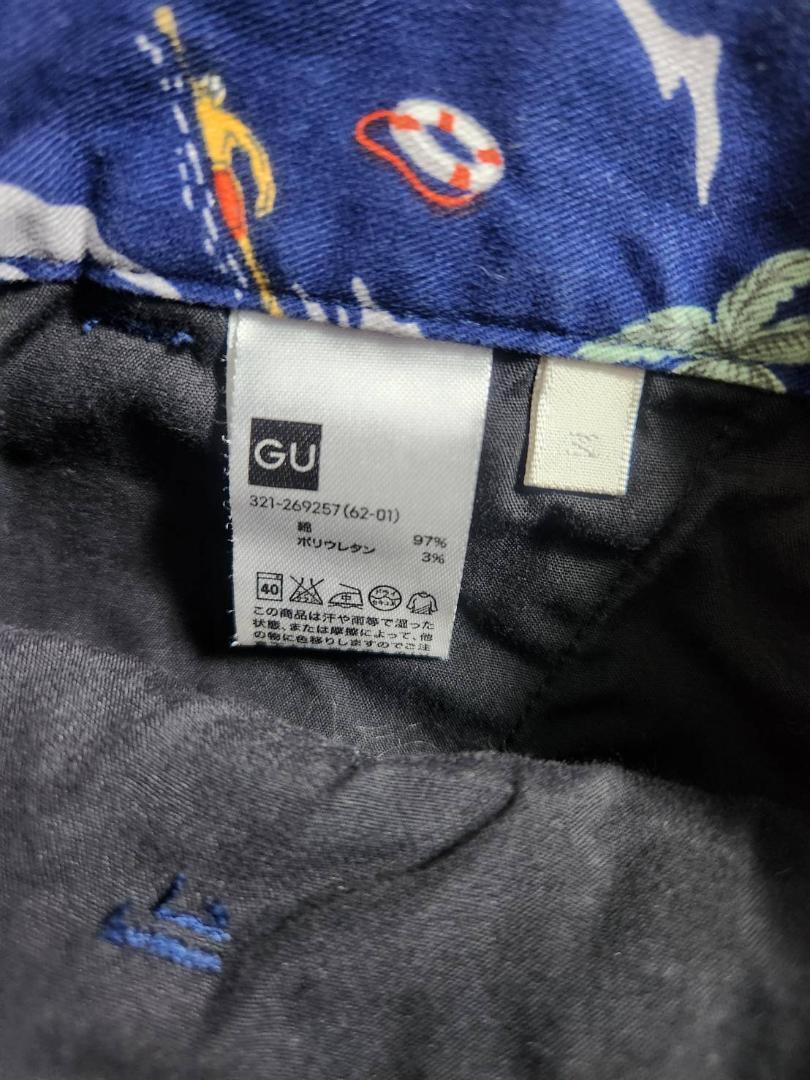 GU
321-269257(62-01)
綿 97%
ポリウレタン 3%
40
この商品は汗や雨等で湿った
状態、または摩擦によって、他
の物に色移りしますのでご注
M